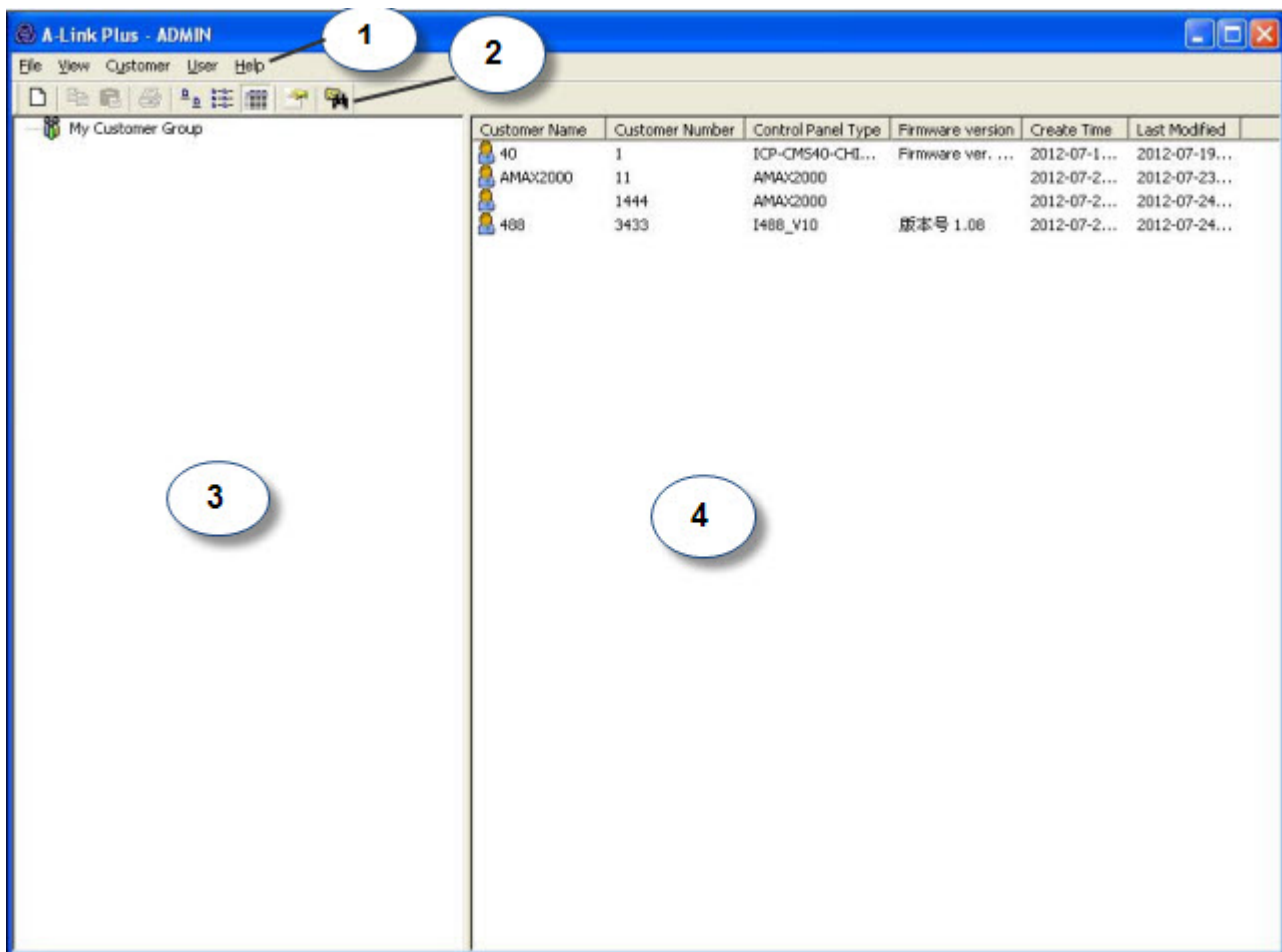 A-Link Plus - ADMIN
1
2
File View Customer User Help
My Customer Group
Customer Name Customer Number Control Panel Type Firmware version Create Time Last Modified
40 1 ICP-CMS40-CHI... Firmware ver. ... 2012-07-1... 2012-07-19...
AMAX2000 11 AMAX2000 2012-07-2... 2012-07-23...
1444 AMAX2000 2012-07-2... 2012-07-24...
488 3433 I488_V10 版本号 1.08 2012-07-2... 2012-07-24...
3
4